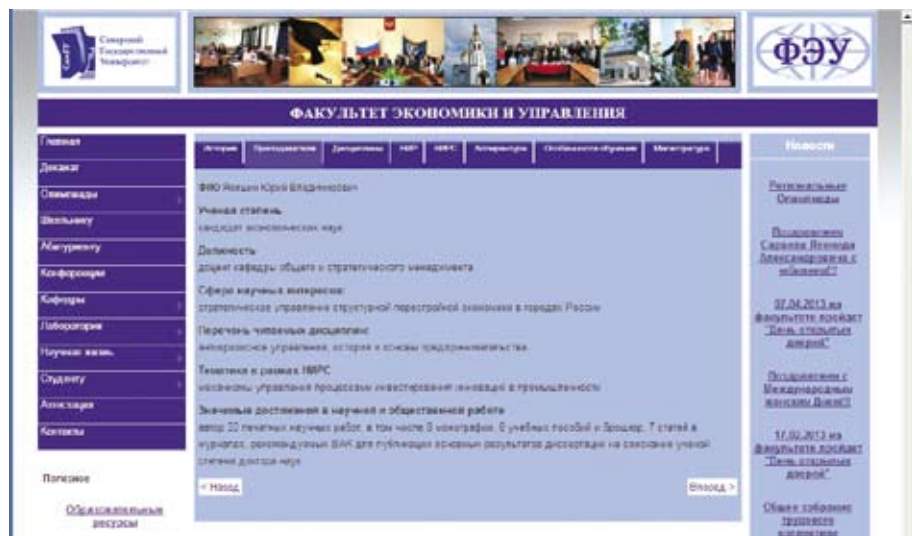 Самарский
Государственный
Университет
ФЭУ
ФАКУЛЬТЕТ ЭКОНОМИКИ И УПРАВЛЕНИЯ
Главная
Деканат
Олимпиады
Школьнику
Абитуриенту
Конференции
Кафедры
Лаборатория
Научная жизнь
Студенту
Аттестация
Контакты
Полезное
Образовательные
ресурсы
История Преподаватели Дисциплины НИР НИРС Аспирантура Особенности обучения Магистратура
ФИО Юрий Владимирович
Ученая степень
кандидат экономических наук
Должность
доцент кафедры общего и стратегического менеджмента
Сфера научных интересов:
стратегическое управление структурной перестройкой экономики в городах России
Перечень читаемых дисциплин:
антикризисное управление, история и основы предпринимательства.
Тематика в рамках НИРС
механизмы управления процессами инвестирования инноваций в промышленности
Значимые достижения в научной и общественной работе
автор 32 печатных научных работ, в том числе 3 монографии, 6 учебных пособий и брошюр, 7 статей в
журналах, рекомендуемых ВАК для публикации основных результатов диссертации на соискание ученой
степени доктора наук
< Назад
Вперед >
Новости
Региональные
Олимпиады
Поздравляем
Сараева Леонида
Александровича с
юбилеем!!!
07.04.2013 на
факультете пройдет
"День открытых
дверей"
Поздравляем с
Международным
женским Днем!!!
17.02.2013 на
факультете пройдет
"День открытых
дверей"
Общее собрание
трудового
коллектива